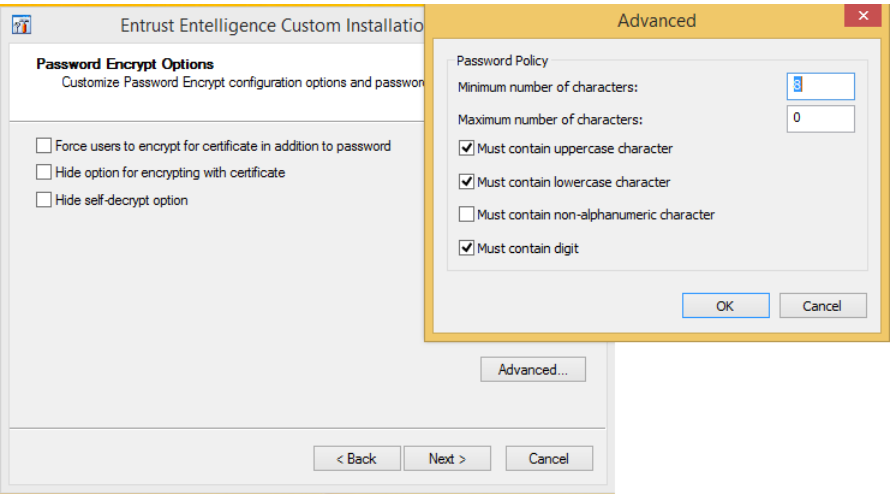 Entrust Entelligence Custom Installatio
Password Encrypt Options
Customize Password Encrypt configuration options and passwor
Force users to encrypt for certificate in addition to password
Hide option for encrypting with certificate
Hide self-decrypt option
Advanced...
< Back
Next >
Cancel
Advanced
Password Policy
Minimum number of characters:
8
Maximum number of characters:
0
Must contain uppercase character
Must contain lowercase character
Must contain non-alphanumeric character
Must contain digit
OK
Cancel